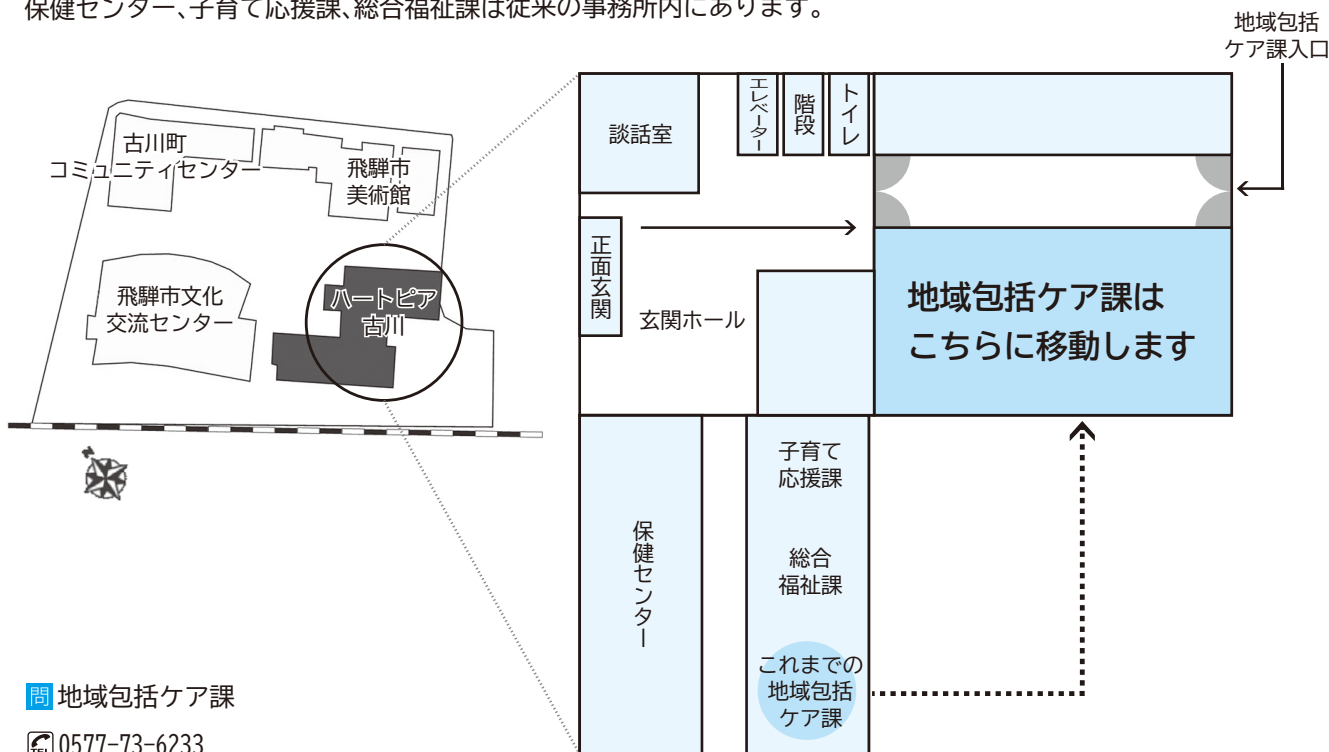 保健センター、子育て応援課、総合福祉課は従来の事務所内にあります。
地域包括
ケア課入口
古川町
コミュニティセンター
飛騨市
美術館
飛騨市文化
交流センター
ハートピア
古川
談話室
エレベーター
階段
トイレ
正面玄関
玄関ホール
地域包括ケア課は
こちらに移動します
保健センター
子育て
応援課
総合
福祉課
これまでの
地域包括
ケア課
問 地域包括ケア課
TEL 0577-73-6233